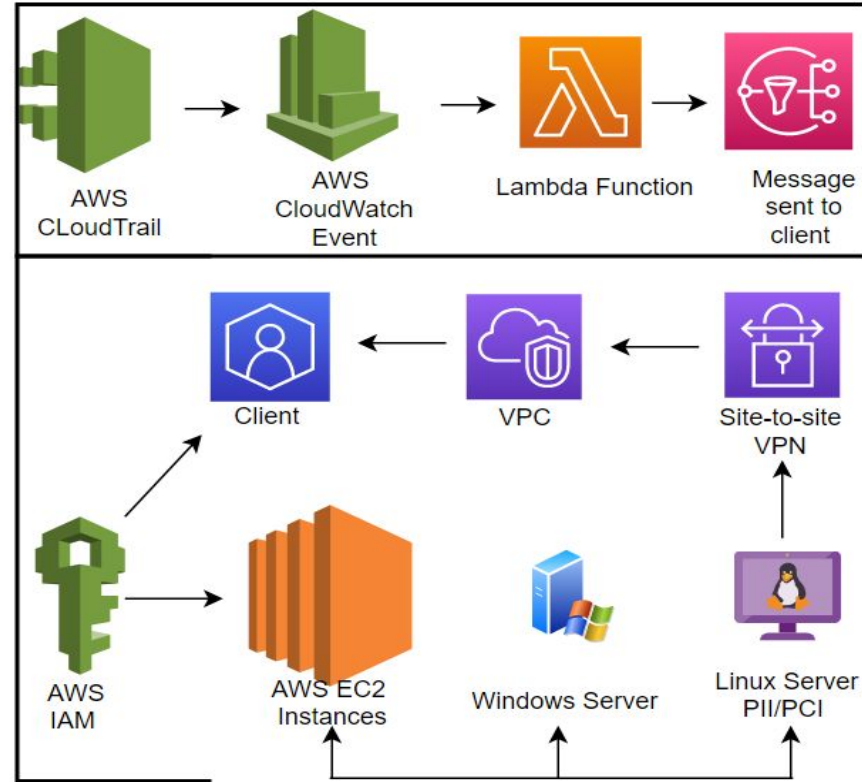 AWS
CLoudTrail
AWS
CloudWatch
Event
Lambda Function
Message
sent to
client
Client
VPC
Site-to-site
VPN
AWS
IAM
AWS EC2
Instances
Windows Server
Linux Server
PII/PCI